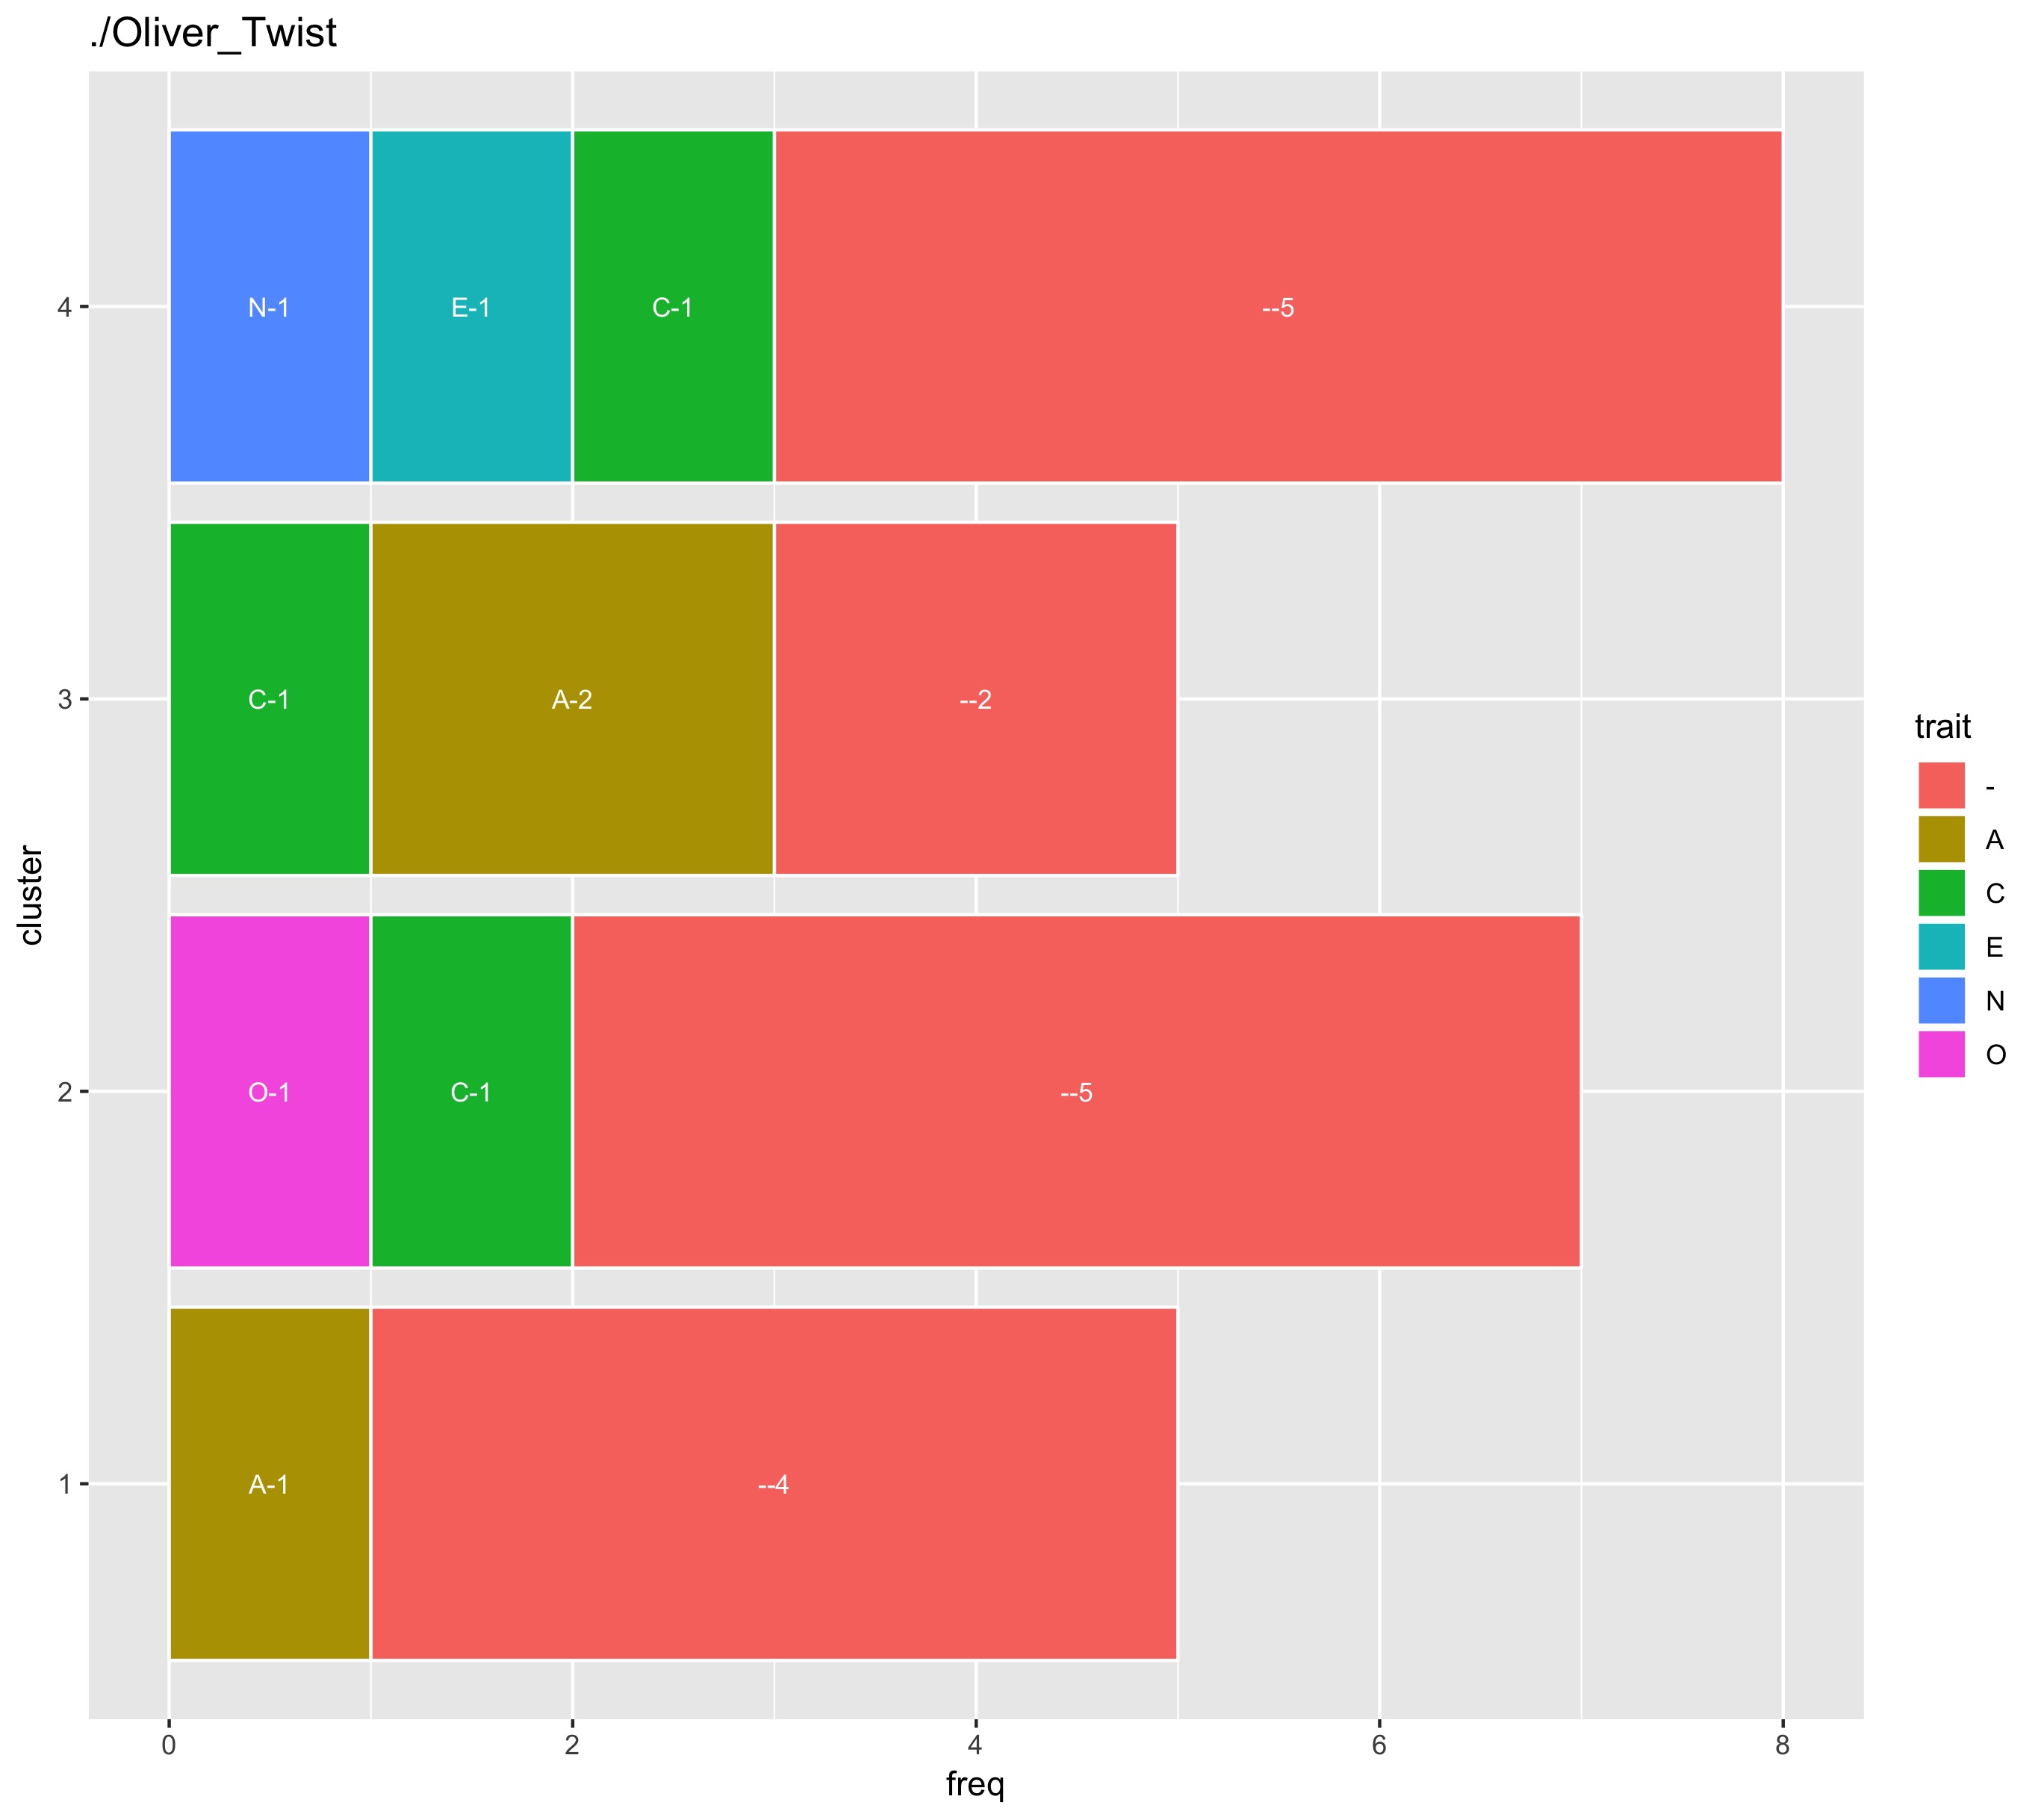 ./Oliver_Twist
cluster
4
N-1 E-1 C-1 --5
3
C-1 A-2 --2
2
O-1 C-1 --5
1
A-1 --4
0 2 4 6 8
freq
trait
-
A
C
E
N
O